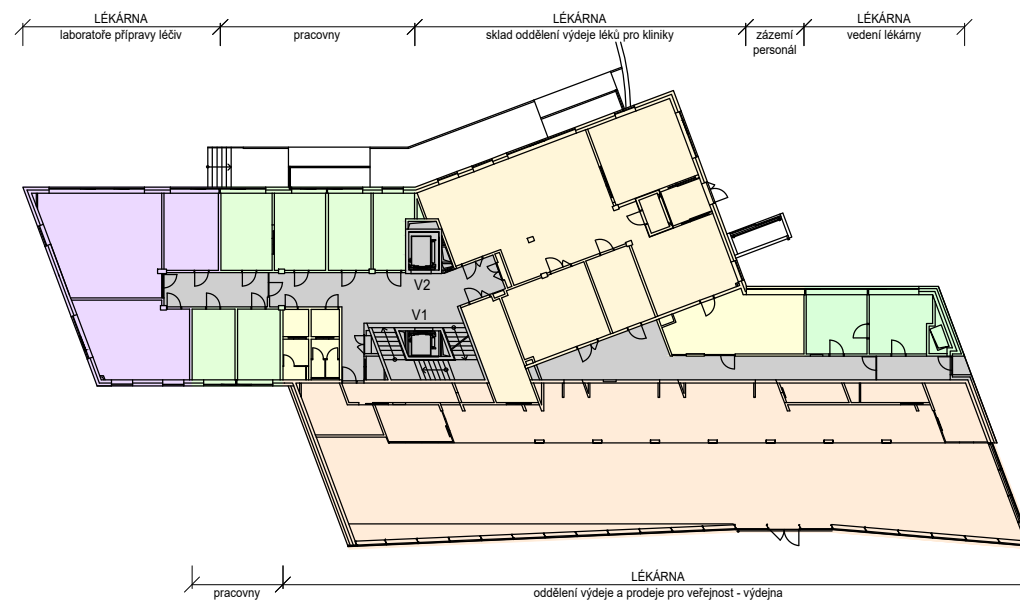 LÉKÁRNA
laboratoře přípravy léčiv
pracovny
LÉKÁRNA
sklad oddělení výdeje léků pro kliniky
zázemí
personál
LÉKÁRNA
vedení lékárny
V2
V1
pracovny
LÉKÁRNA
oddělení výdeje a prodeje pro veřejnost - výdejna